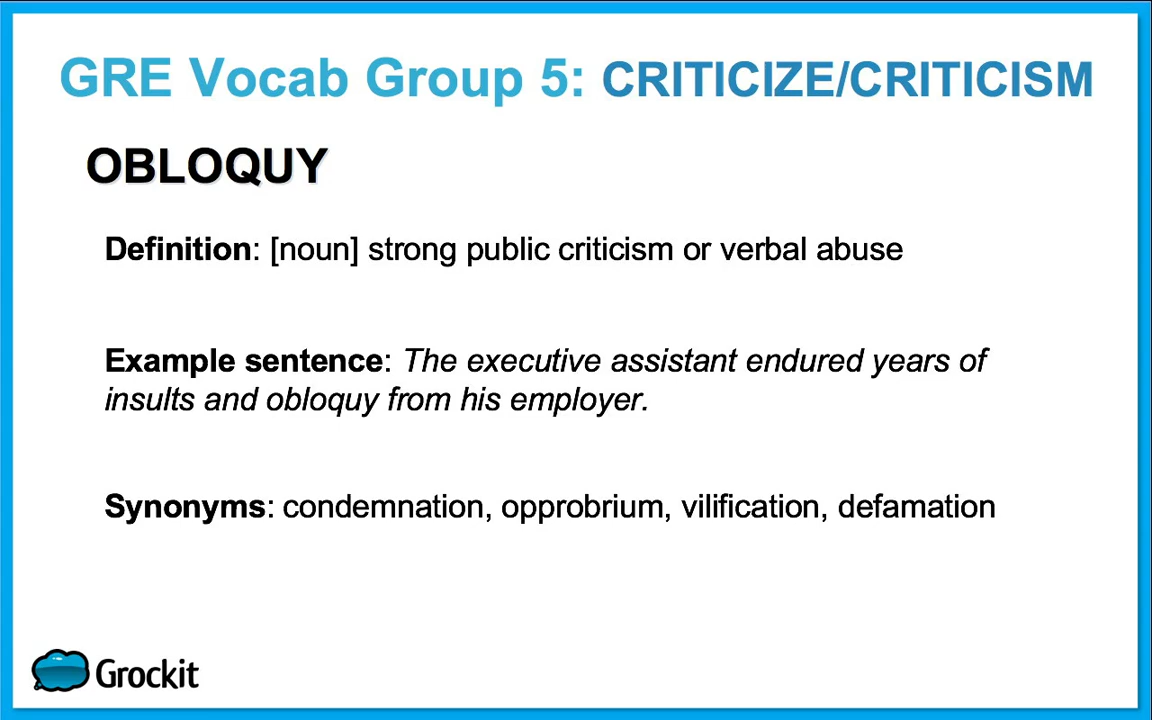 GRE Vocab Group 5: CRITICIZE/CRITICISM
OBLOQUY
Definition: [noun] strong public criticism or verbal abuse
Example sentence: The executive assistant endured years of
insults and obloquy from his employer.
Synonyms: condemnation, opprobrium, vilification, defamation
Grockit